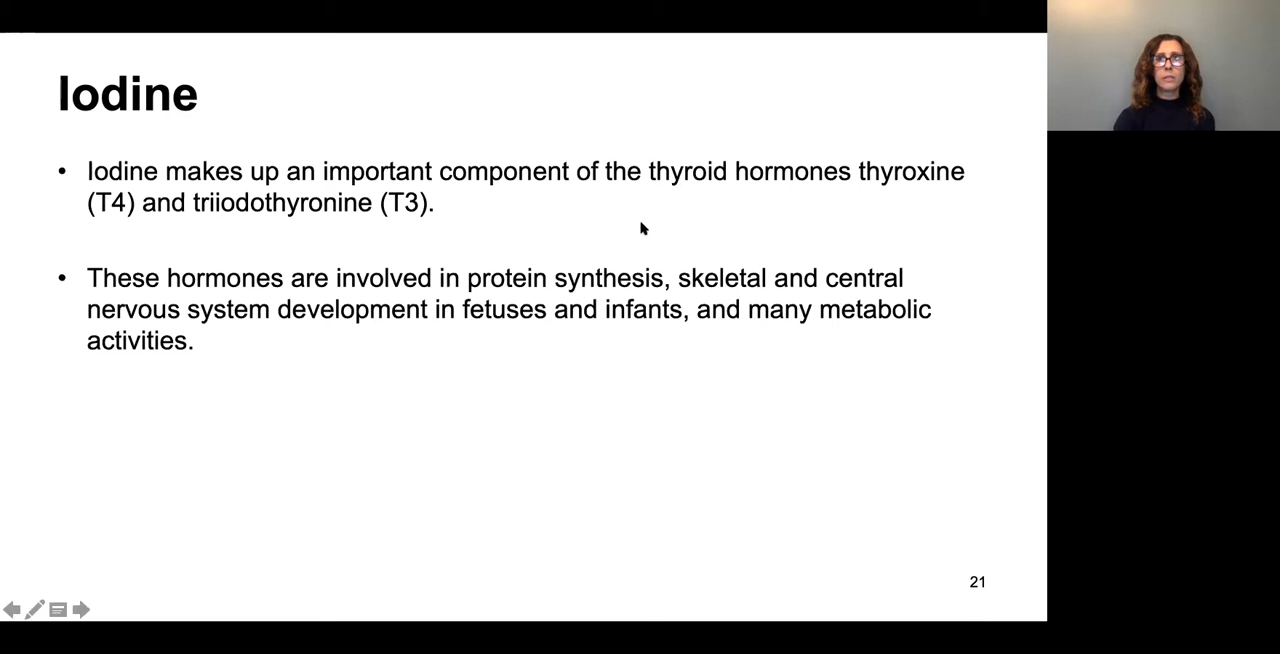 Iodine
• Iodine makes up an important component of the thyroid hormones thyroxine
(T4) and triiodothyronine (T3).
• These hormones are involved in protein synthesis, skeletal and central
nervous system development in fetuses and infants, and many metabolic
activities.
21